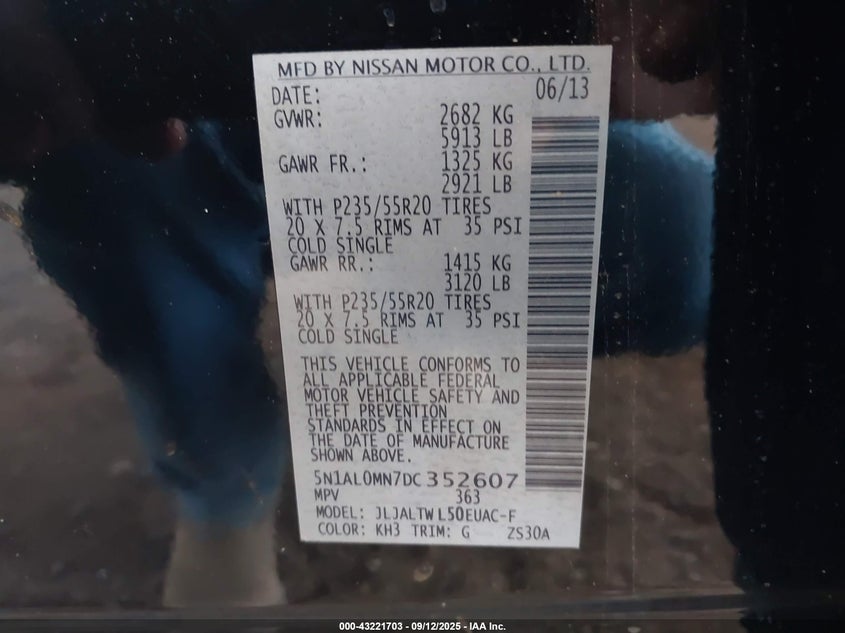 MFD BY NISSAN MOTOR CO., LTD.
DATE: 06/13
GVWR: 2682 KG
5913 LB
GAWR FR.: 1325 KG
2921 LB
WITH P235/55R20 TIRES
20 X 7.5 RIMS AT 35 PSI
COLD SINGLE
GAWR RR.: 1415 KG
3120 LB
WITH P235/55R20 TIRES
20 X 7.5 RIMS AT 35 PSI
COLD SINGLE
THIS VEHICLE CONFORMS TO
ALL APPLICABLE FEDERAL
MOTOR VEHICLE SAFETY AND
THEFT PREVENTION
STANDARDS IN EFFECT ON
THE DATE OF MANUFACTURE
SHOWN ABOVE.
5N1AL0MN7DC352607
MPV 363
MODEL: JLJALTWL50EUAC-F
COLOR: KH3 TRIM: G ZS30A
000-43221703 - 09/12/2025 - IAA Inc.